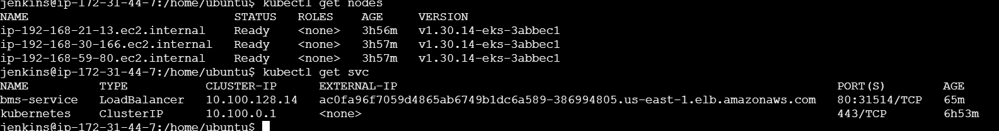 jenkins@ip-172-31-44-7:/home/ubuntu$ kubectl get nodes
NAME STATUS ROLES AGE VERSION
ip-192-168-21-13.ec2.internal Ready <none> 3h56m v1.30.14-eks-3abbec1
ip-192-168-30-166.ec2.internal Ready <none> 3h57m v1.30.14-eks-3abbec1
ip-192-168-59-80.ec2.internal Ready <none> 3h57m v1.30.14-eks-3abbec1
jenkins@ip-172-31-44-7:/home/ubuntu$ kubectl get svc
NAME TYPE CLUSTER-IP EXTERNAL-IP PORT(S) AGE
bms-service LoadBalancer 10.100.128.14 ac0fa96f7059d4865ab6749b1dc6a589-386994805.us-east-1.elb.amazonaws.com 80:31514/TCP 65m
kubernetes ClusterIP 10.100.0.1 <none> 443/TCP 6h53m
jenkins@ip-172-31-44-7:/home/ubuntu$